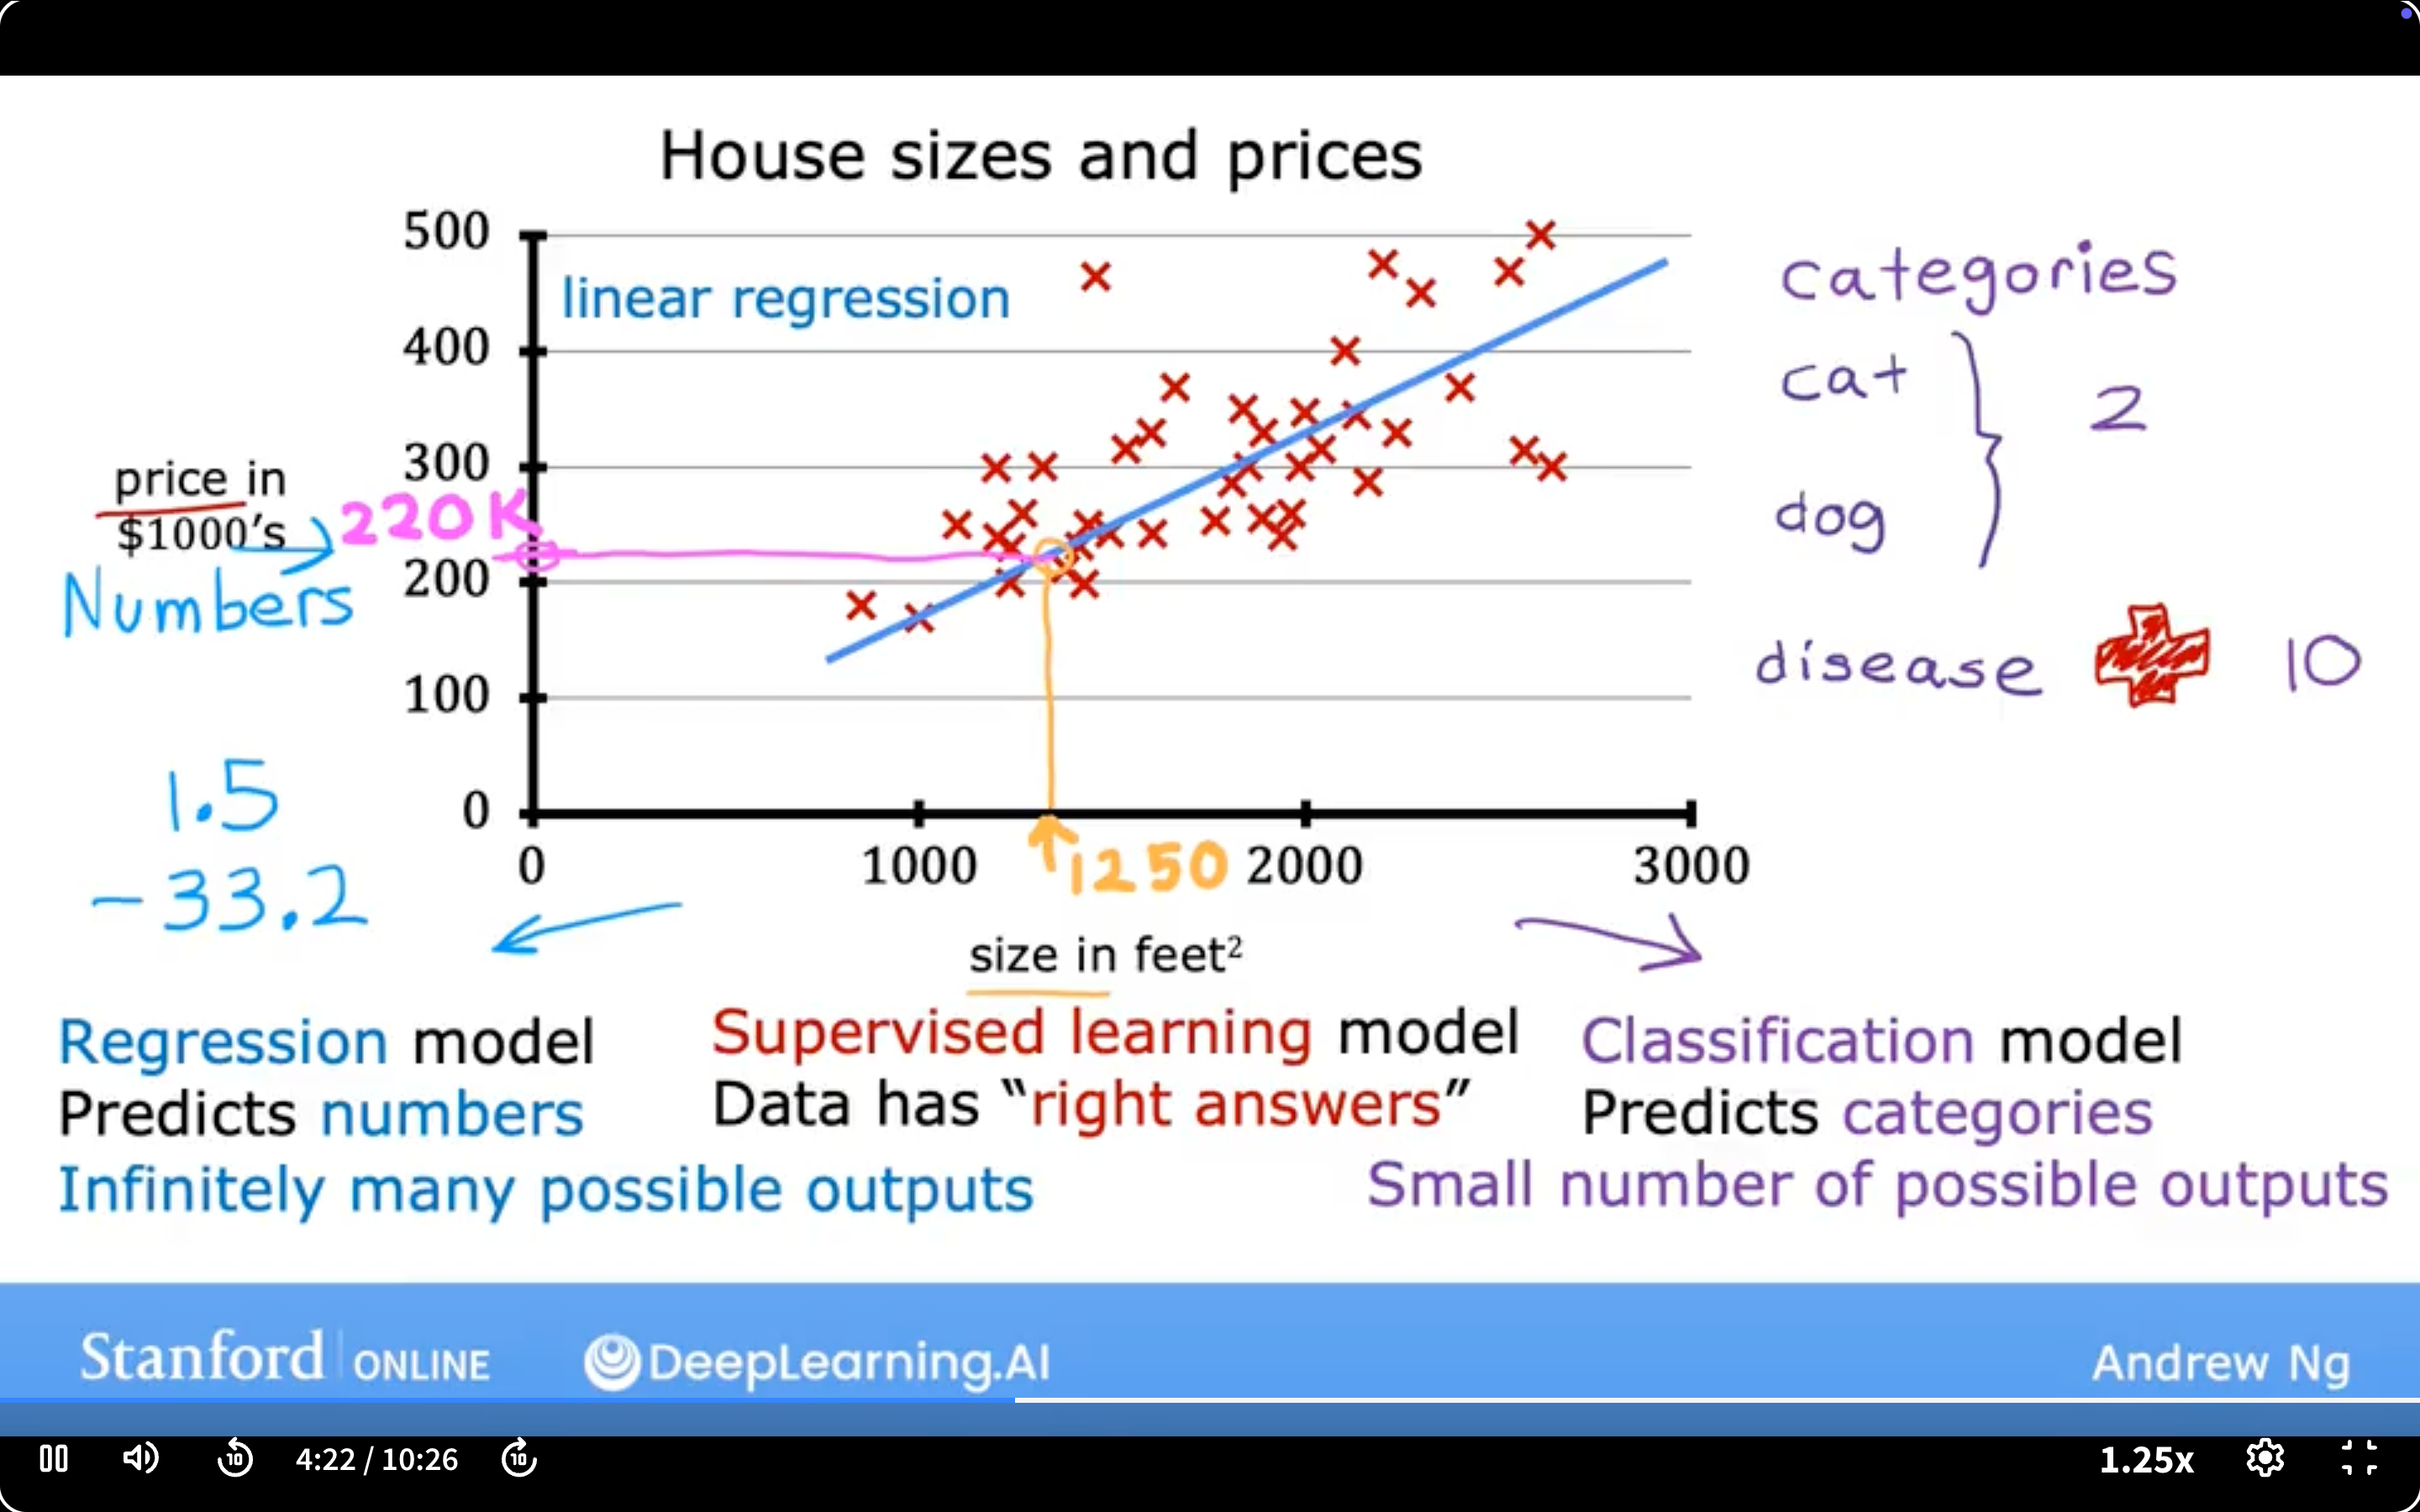 House sizes and prices
500
linear regression
400
300
200
100
0
price in
$1000's
220K
Numbers
1.5
-33.2
categories
cat
dog
2
disease
10
0
1000
1250
2000
3000
size in feet²
Regression model
Predicts numbers
Infinitely many possible outputs
Supervised learning model
Data has “right answers”
Classification model
Predicts categories
Small number of possible outputs
Stanford ONLINE
DeepLearning.AI
Andrew Ng
10
4:22 / 10:26
10
1.25x